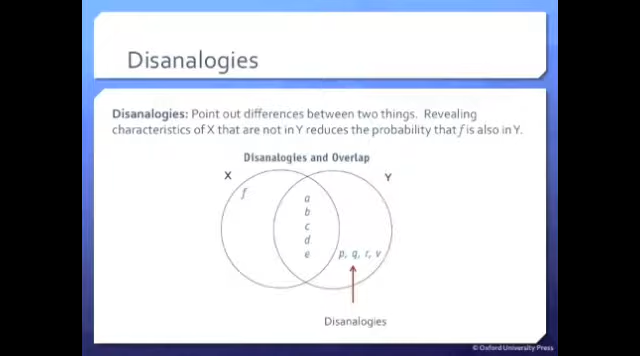 Disanalogies
Disanalogies: Point out differences between two things. Revealing
characteristics of X that are not in Y reduces the probability that f is also in Y.
Disanalogies and Overlap
X
Y
f
a
b
c
d
e
p, q, r, v
Disanalogies
© Oxford University Press